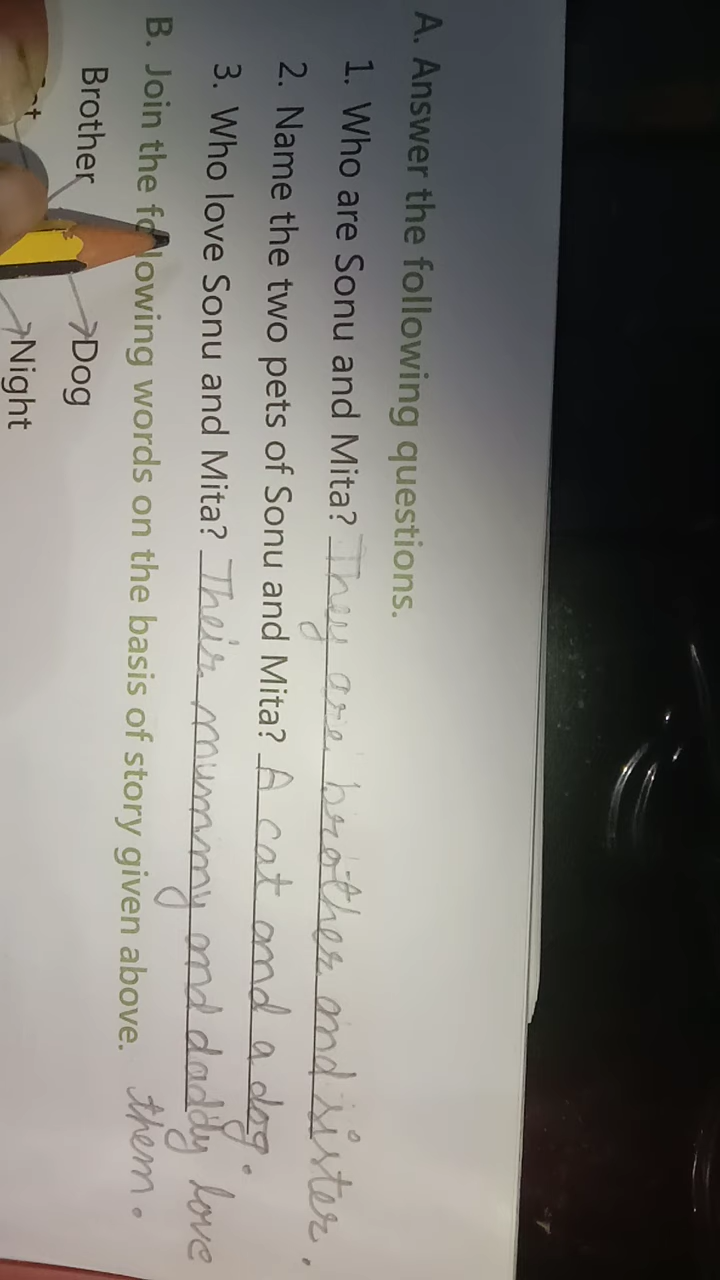 A. Answer the following questions.
1. Who are Sonu and Mita? They are brother and sister.
2. Name the two pets of Sonu and Mita? A cat and a dog.
3. Who love Sonu and Mita? Their mummy and daddy love
them.
B. Join the following words on the basis of story given above.
Brother Dog
Night